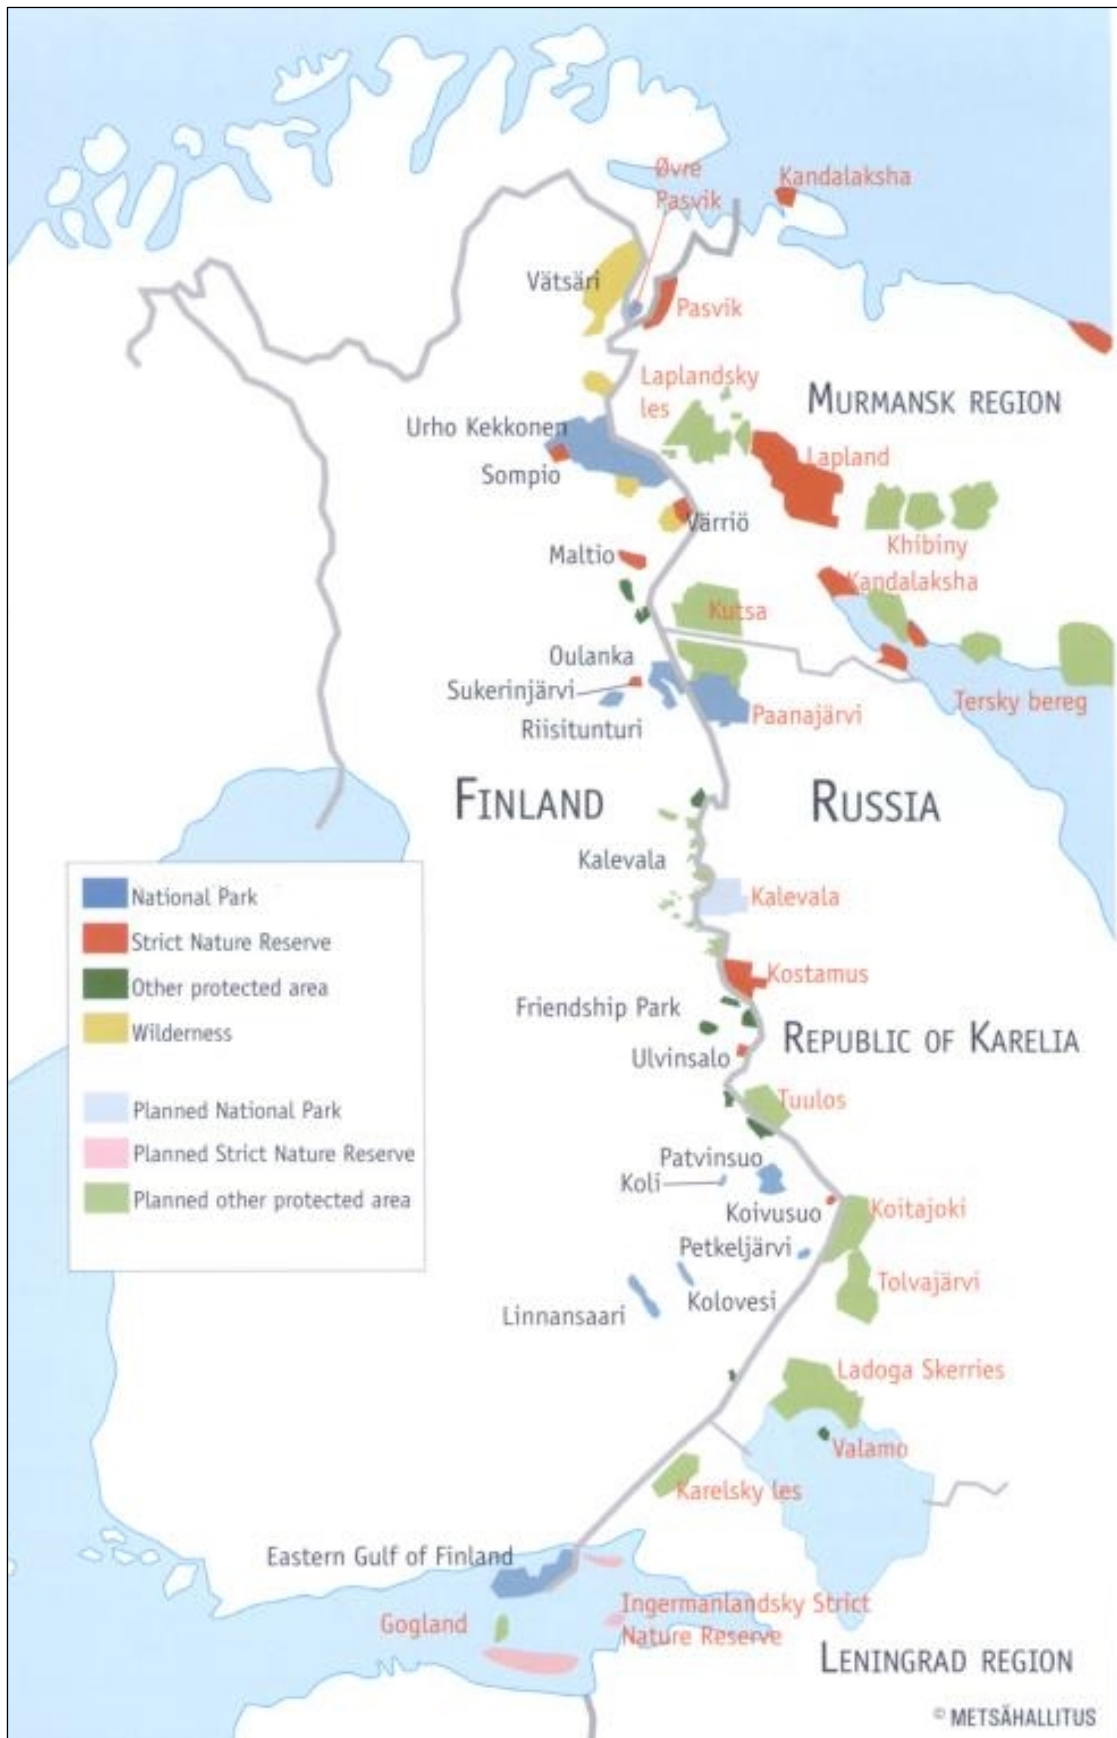 Øvre
Pasvik
Kandalaksha
Vätsäri
Pasvik
Laplandsky
les
MURMANSK REGION
Urho Kekkonen
Lapland
Sompio
Värriö
Khibiny
Maltio
Kandalaksha
Kutsa
Oulanka
Sukerinjärvi
Tersky bereg
Paanajärvi
Riisitunturi
FINLAND
RUSSIA
Kalevala
Kalevala
National Park
Strict Nature Reserve
Other protected area
Wilderness
Planned National Park
Planned Strict Nature Reserve
Planned other protected area
Kostamus
Friendship Park
REPUBLIC OF KARELIA
Ulvinsalo
Tuulos
Patvinsuo
Koli
Koivusuo
Koitajoki
Petkeljärvi
Tolvajärvi
Kolovesi
Linnansaari
Ladoga Skerries
Valamo
Karelsky les
Eastern Gulf of Finland
Gogland
Ingermanlandsky Strict
Nature Reserve
LENINGRAD REGION
© METSÄHALLITUS